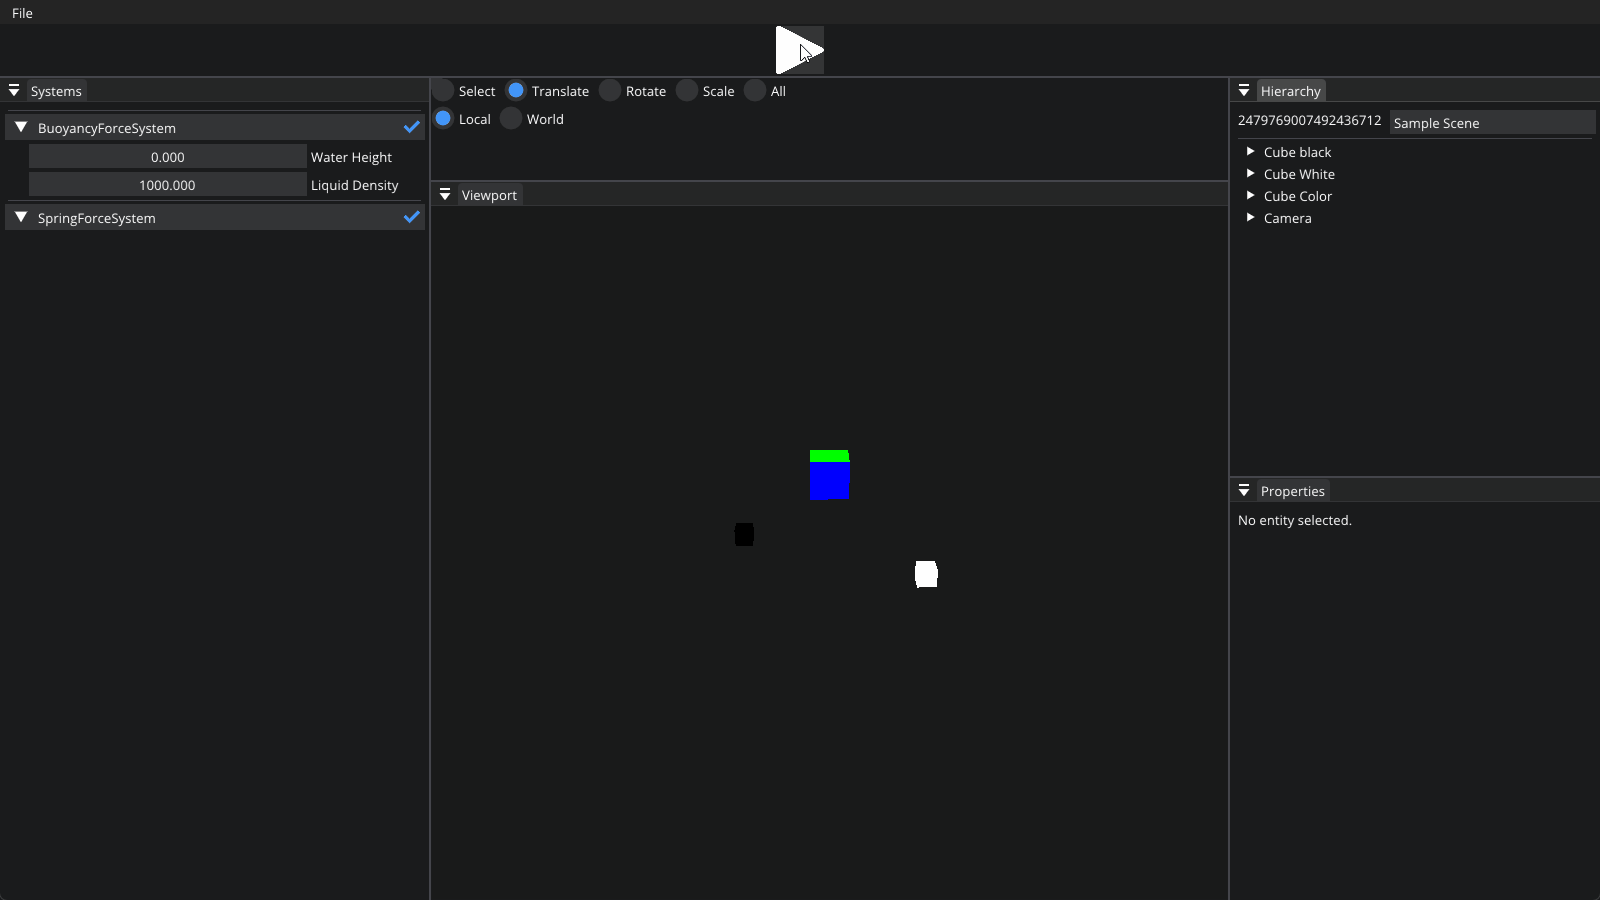 File
Systems
BuoyancyForceSystem
0.000 Water Height
1000.000 Liquid Density
SpringForceSystem
Select Translate Rotate Scale All
Local World
Viewport
Hierarchy
2479769007492436712 Sample Scene
Cube black
Cube White
Cube Color
Camera
Properties
No entity selected.